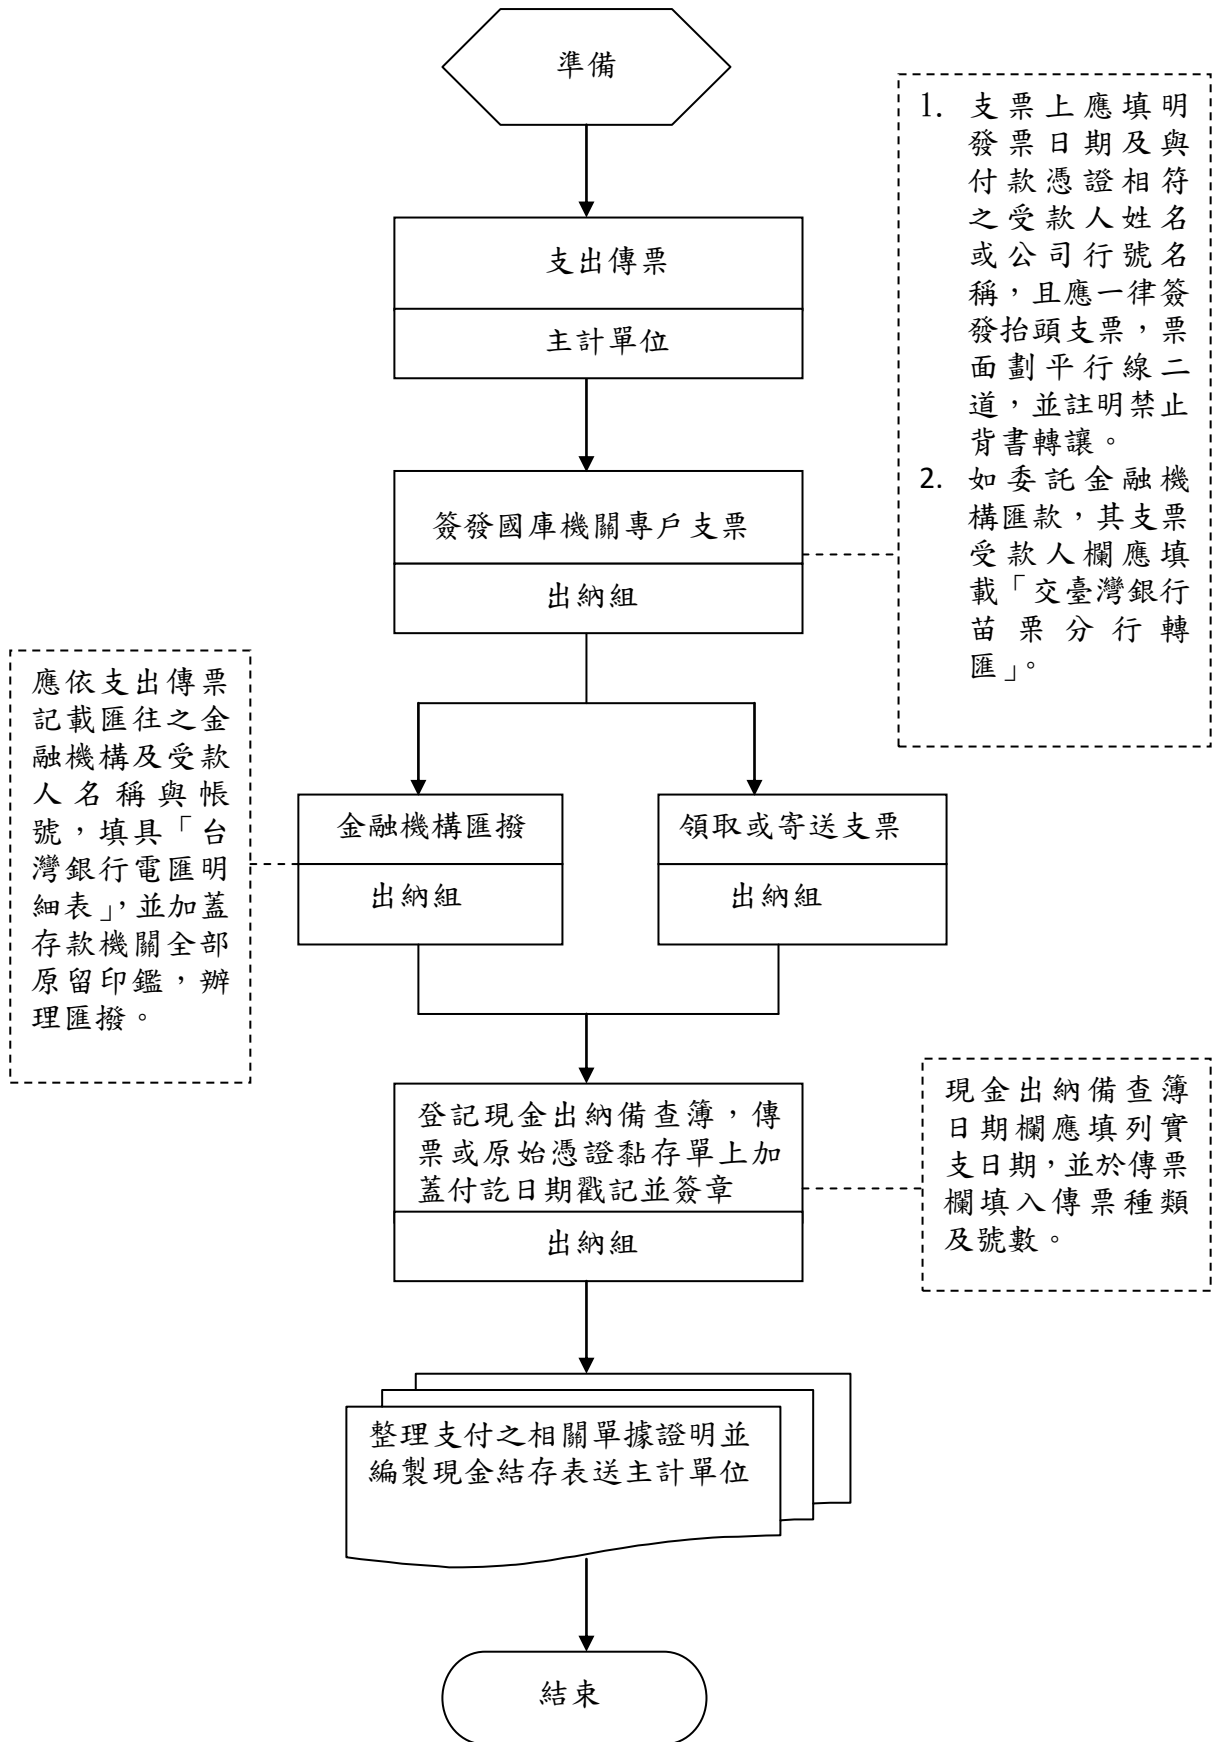 準備
1. 支票上應填明
發票日期及與
付款憑證相符
之受款人姓名
或公司行號名
稱，且應一律簽
發抬頭支票，票
面劃平行線二
道，並註明禁止
背書轉讓。
2. 如委託金融機
構匯款，其支票
受款人欄應填
載「交臺灣銀行
苗栗分行轉
匯」。
支出傳票
主計單位
簽發國庫機關專戶支票
出納組
應依支出傳票
記載匯往之金
融機構及受款
人名稱與帳
號，填具「台
灣銀行電匯明
細表」，並加蓋
存款機關全部
原留印鑑，辦
理匯撥。
金融機構匯撥
出納組
領取或寄送支票
出納組
登記現金出納備查簿，傳
票或原始憑證黏存單上加
蓋付訖日期戳記並簽章
出納組
現金出納備查簿
日期欄應填列實
支日期，並於傳票
欄填入傳票種類
及號數。
整理支付之相關單據證明並
編製現金結存表送主計單位
結束